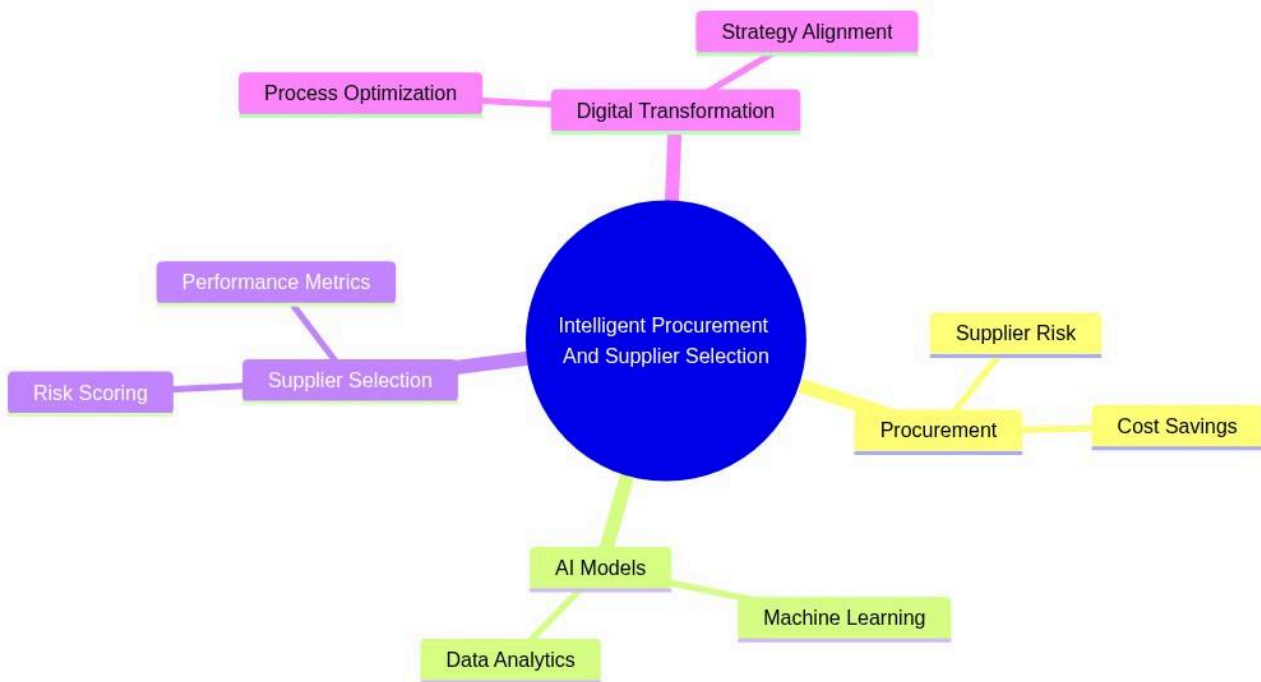 Strategy Alignment
Process Optimization
Digital Transformation
Performance Metrics
Supplier Selection
Risk Scoring
Intelligent Procurement
And Supplier Selection
Supplier Risk
Procurement
Cost Savings
AI Models
Machine Learning
Data Analytics